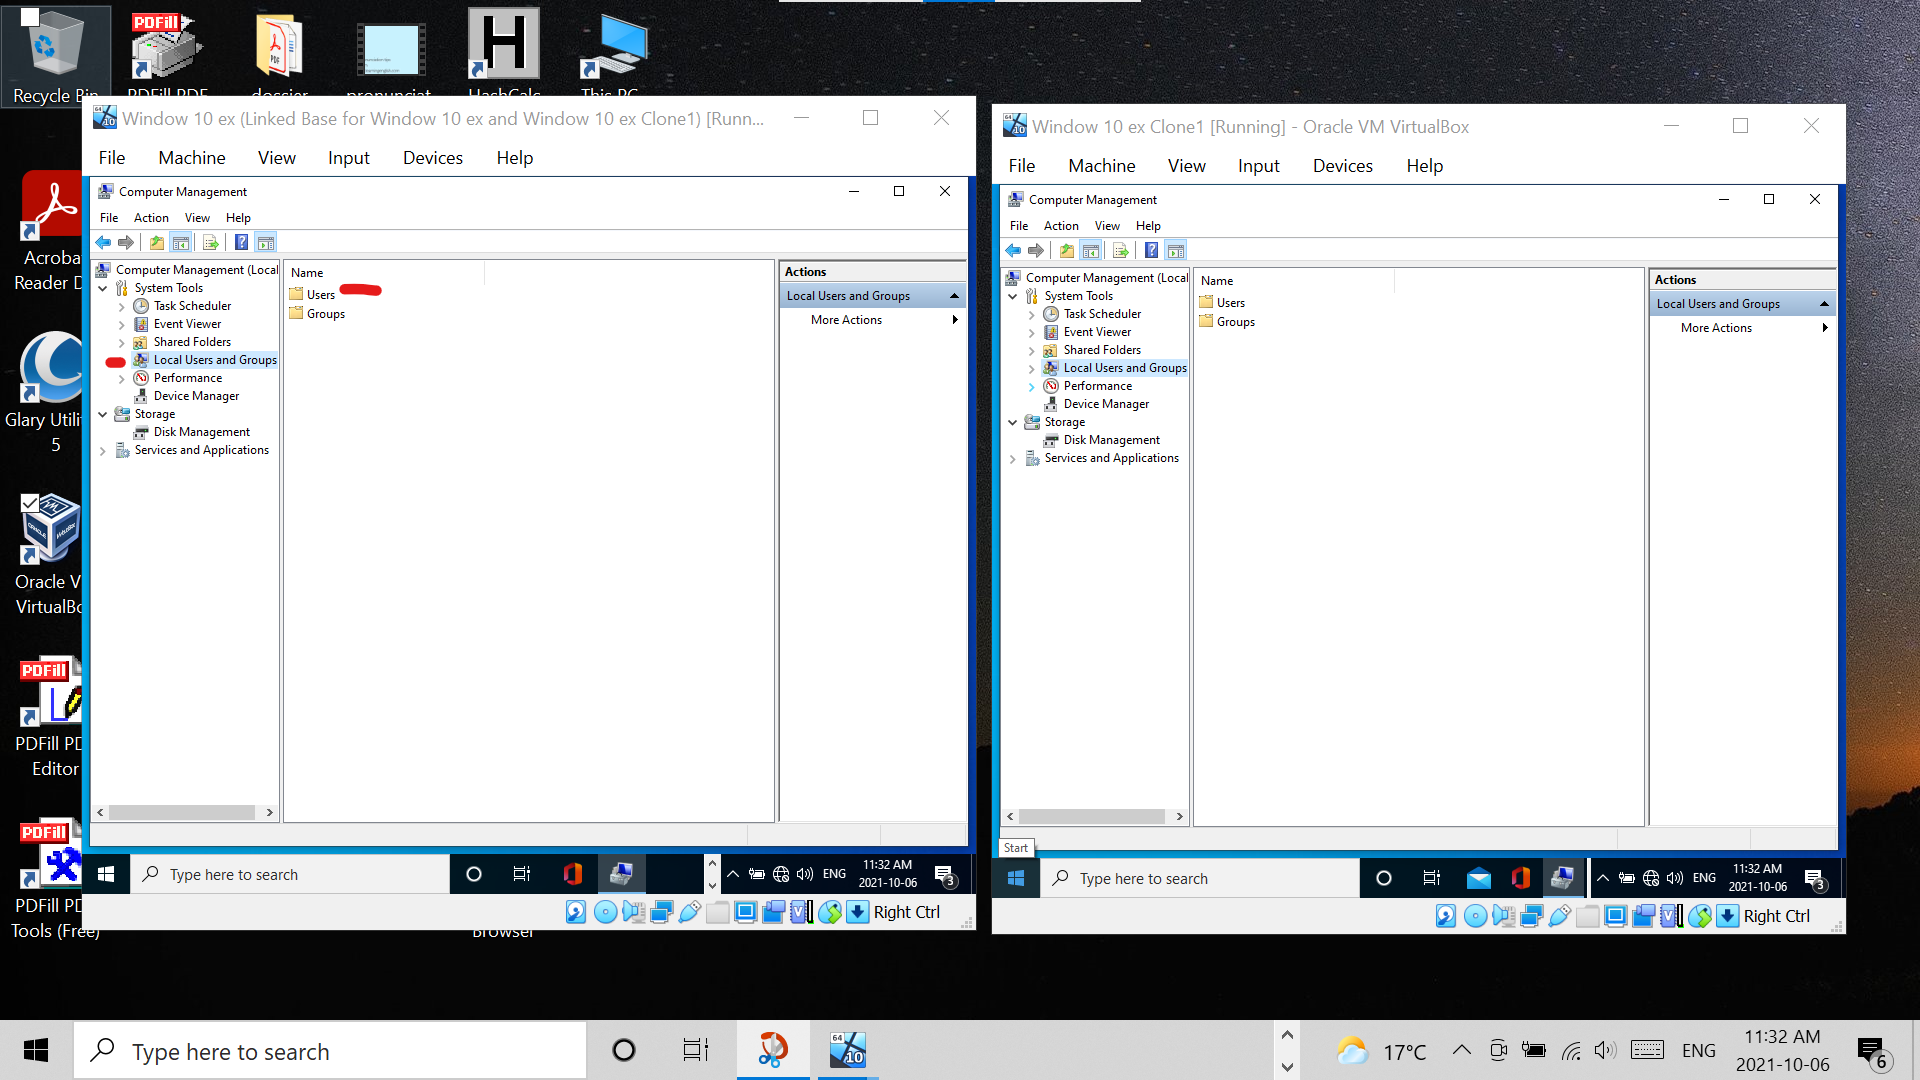 Recycle Bin
PDFill PDF
dossier
pronunciat
HashCalc
This PC
Acroba
Reader D
Glary Utili
5
Oracle V
VirtualBo
PDFill PD
Editor
PDFill PD
Tools (Free)
Browser
Window 10 ex (Linked Base for Window 10 ex and Window 10 ex Clone1) [Runn...
File Machine View Input Devices Help
Computer Management
File Action View Help
Computer Management (Local
System Tools
Task Scheduler
Event Viewer
Shared Folders
Local Users and Groups
Performance
Device Manager
Storage
Disk Management
Services and Applications
Name
Users
Groups
Actions
Local Users and Groups
More Actions
Type here to search
ENG
11:32 AM
2021-10-06
3
Right Ctrl
Window 10 ex Clone1 [Running] - Oracle VM VirtualBox
File Machine View Input Devices Help
Computer Management
File Action View Help
Computer Management (Local
System Tools
Task Scheduler
Event Viewer
Shared Folders
Local Users and Groups
Performance
Device Manager
Storage
Disk Management
Services and Applications
Name
Users
Groups
Actions
Local Users and Groups
More Actions
Start
Type here to search
ENG
11:32 AM
2021-10-06
3
Right Ctrl
Type here to search
64
10
17°C
ENG
11:32 AM
2021-10-06
6